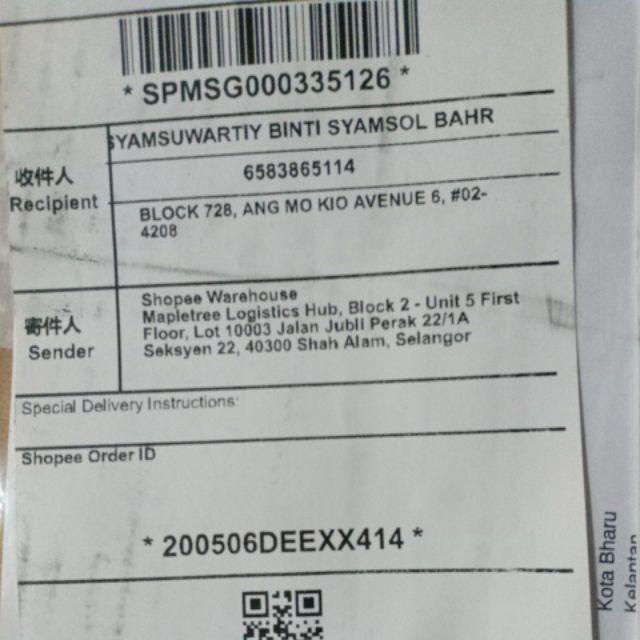 * SPMSG000335126 *
SYAMSUWARTIY BINTI SYAMSOL BAHR
收件人
Recipient
6583865114
BLOCK 728, ANG MO KIO AVENUE 6, #02-
4208
寄件人
Sender
Shopee Warehouse
Mapletree Logistics Hub, Block 2 - Unit 5 First
Floor, Lot 10003 Jalan Jubli Perak 22/1A
Seksyen 22, 40300 Shah Alam, Selangor
Special Delivery Instructions:
Shopee Order ID
* 200506DEEXX414 *
Kota Bharu
Kelantan